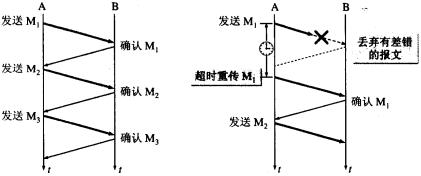 A B
发送 M₁
确认 M₁
发送 M₂
确认 M₂
发送 M₃
确认 M₃
t t
A B
发送 M₁
丢弃有差错
的报文
超时重传 M₁
确认 M₁
发送 M₂
t t